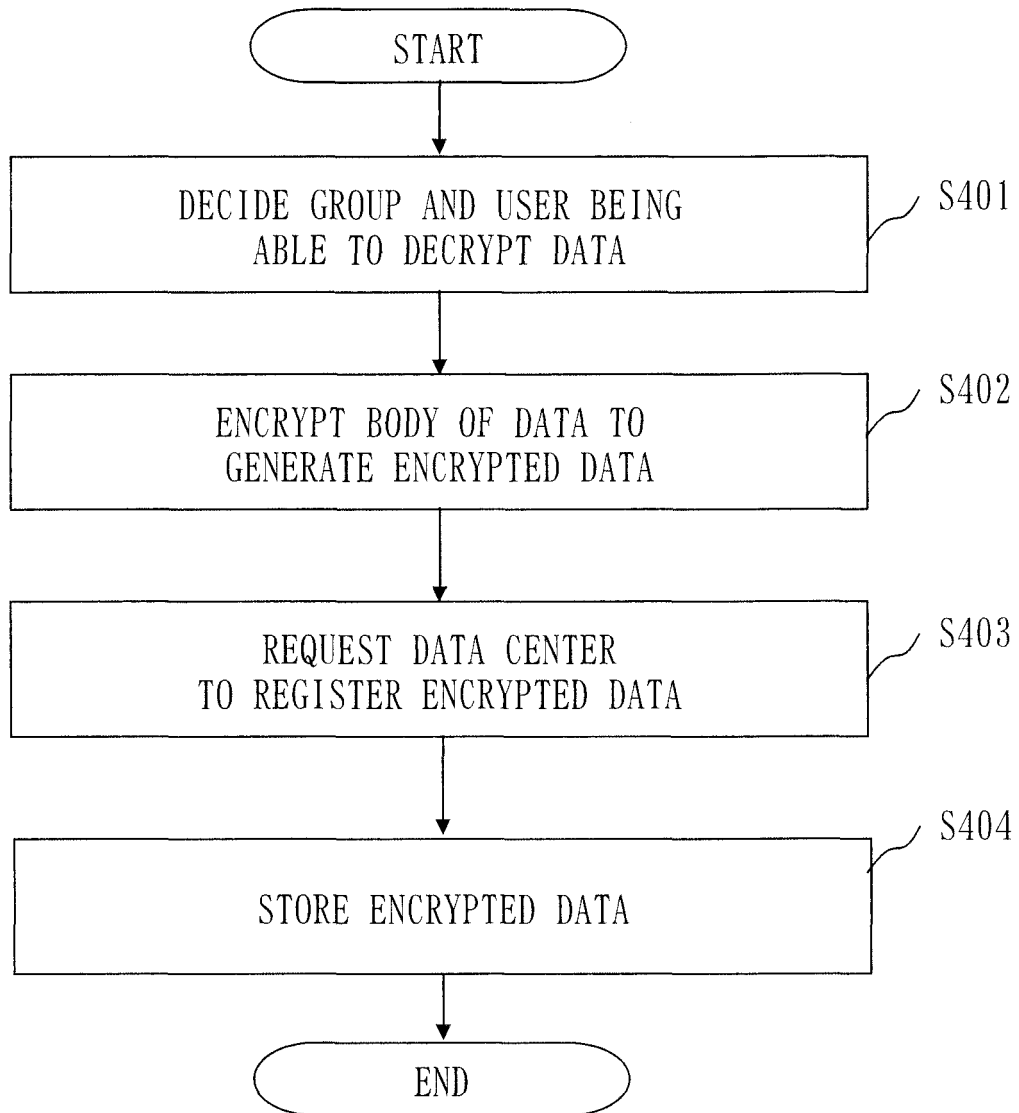 START
DECIDE GROUP AND USER BEING
ABLE TO DECRYPT DATA
S401
ENCRYPT BODY OF DATA TO
GENERATE ENCRYPTED DATA
S402
REQUEST DATA CENTER
TO REGISTER ENCRYPTED DATA
S403
STORE ENCRYPTED DATA
S404
END